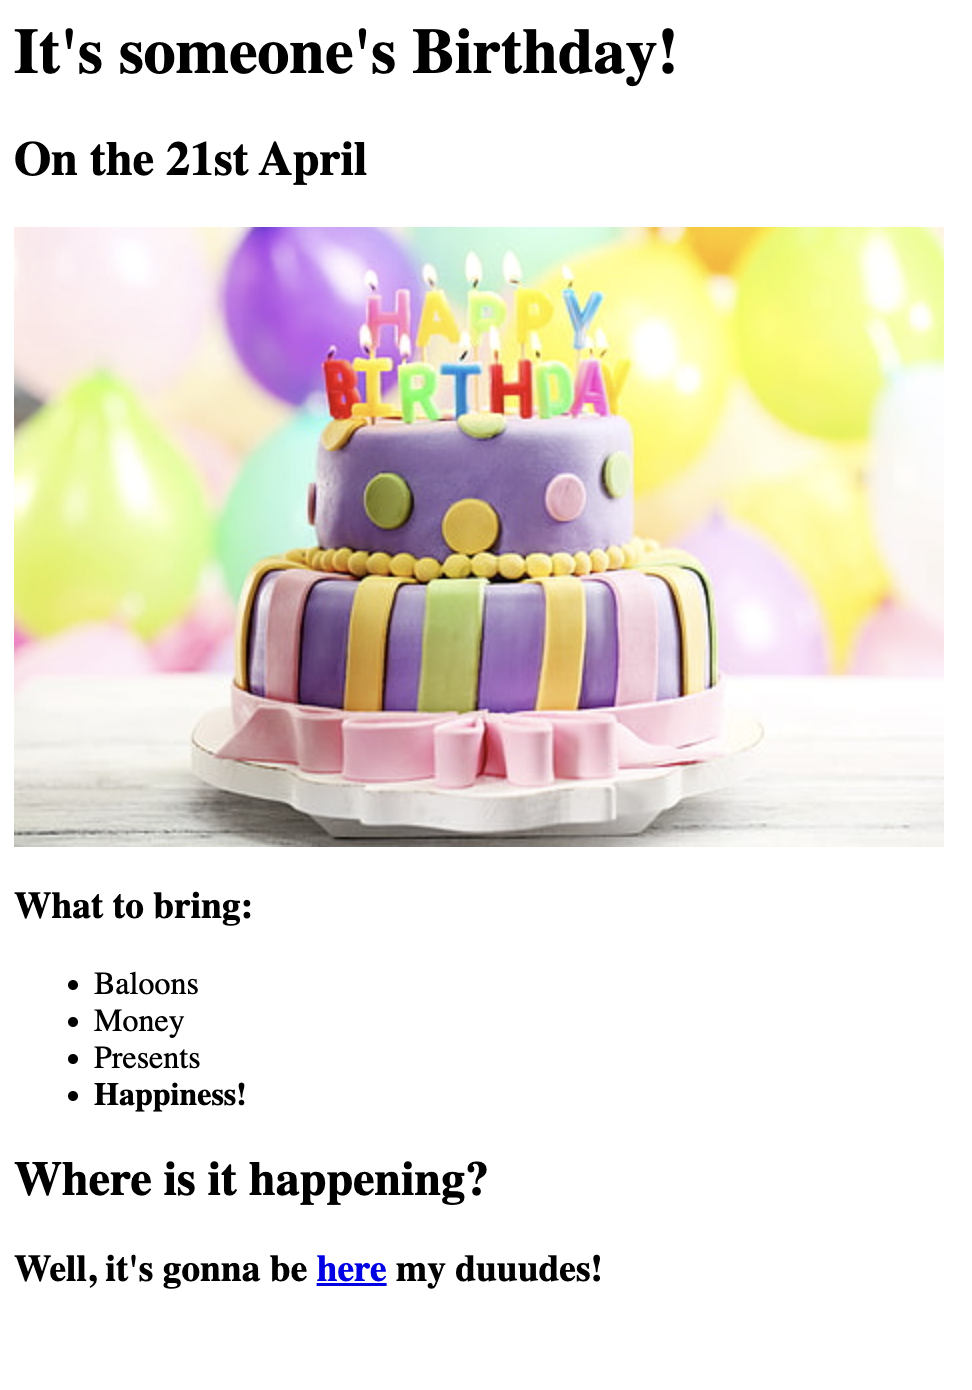 It's someone's Birthday!
On the 21st April
HAPPY
BIRTHDAY
What to bring:
Baloons
Money
Presents
Happiness!
Where is it happening?
Well, it's gonna be here my duuudes!